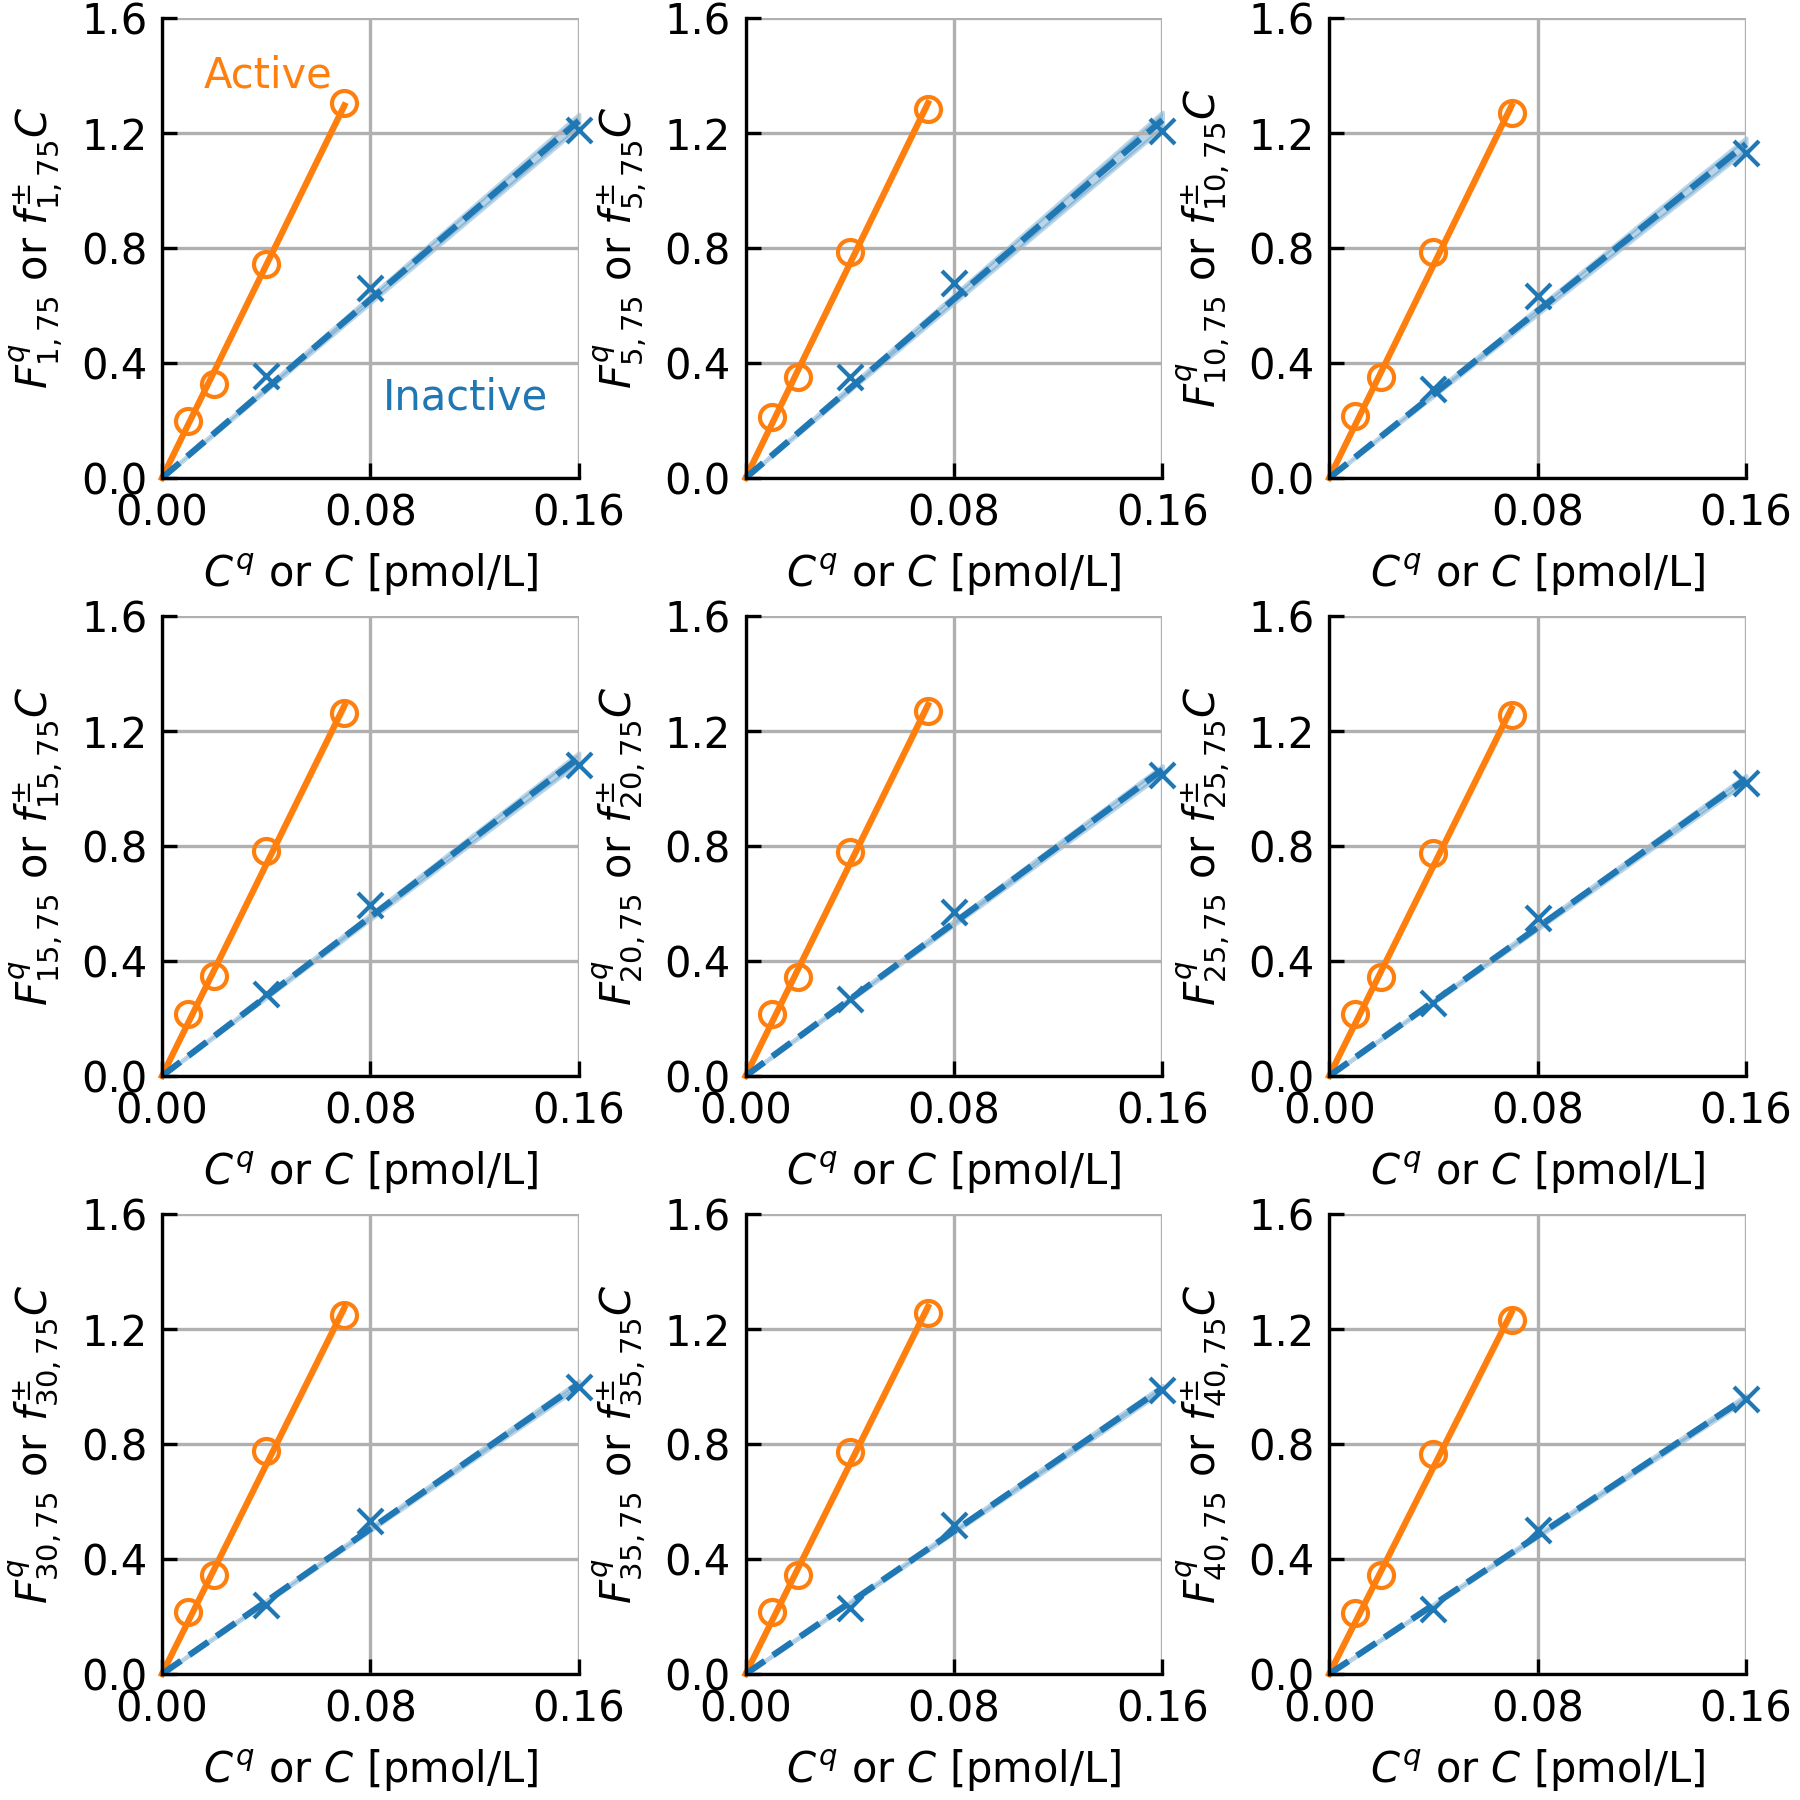 F^q_{1,75} or f^±_{1,75}C
1.6
1.2
0.8
0.4
0.0
Active
Inactive
0.00 0.08 0.16
C^q or C [pmol/L]
F^q_{5,75} or f^±_{5,75}C
1.6
1.2
0.8
0.4
0.0
0.08 0.16
C^q or C [pmol/L]
F^q_{10,75} or f^±_{10,75}C
1.6
1.2
0.8
0.4
0.0
0.08 0.16
C^q or C [pmol/L]
F^q_{15,75} or f^±_{15,75}C
1.6
1.2
0.8
0.4
0.0
0.00 0.08 0.16
C^q or C [pmol/L]
F^q_{20,75} or f^±_{20,75}C
1.6
1.2
0.8
0.4
0.0
0.00 0.08 0.16
C^q or C [pmol/L]
F^q_{25,75} or f^±_{25,75}C
1.6
1.2
0.8
0.4
0.0
0.00 0.08 0.16
C^q or C [pmol/L]
F^q_{30,75} or f^±_{30,75}C
1.6
1.2
0.8
0.4
0.0
0.00 0.08 0.16
C^q or C [pmol/L]
F^q_{35,75} or f^±_{35,75}C
1.6
1.2
0.8
0.4
0.0
0.00 0.08 0.16
C^q or C [pmol/L]
F^q_{40,75} or f^±_{40,75}C
1.6
1.2
0.8
0.4
0.0
0.00 0.08 0.16
C^q or C [pmol/L]